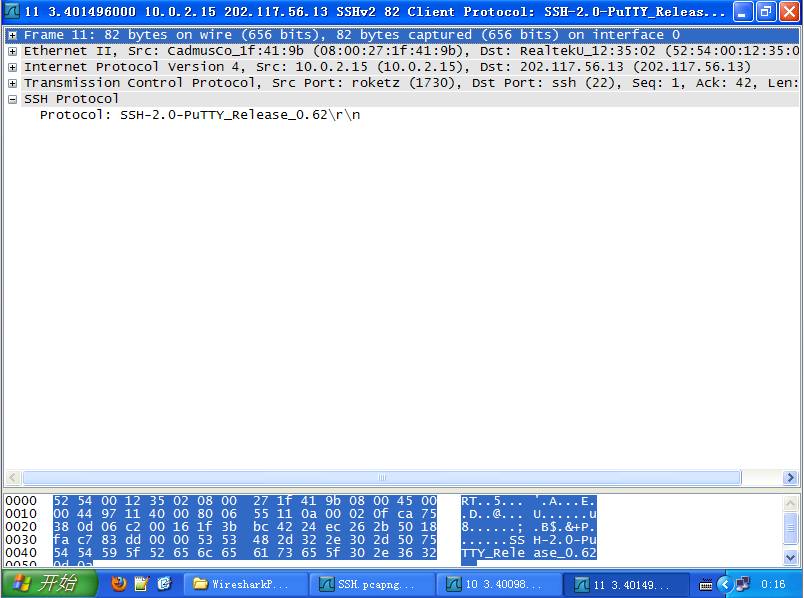 11 3.401496000 10.0.2.15 202.117.56.13 SSHv2 82 Client Protocol: SSH-2.0-PuTTY_Releas...
Frame 11: 82 bytes on wire (656 bits), 82 bytes captured (656 bits) on interface 0
Ethernet II, Src: CadmusCo_1f:41:9b (08:00:27:1f:41:9b), Dst: RealtekU_12:35:02 (52:54:00:12:35:0
Internet Protocol Version 4, Src: 10.0.2.15 (10.0.2.15), Dst: 202.117.56.13 (202.117.56.13)
Transmission Control Protocol, Src Port: roketz (1730), Dst Port: ssh (22), Seq: 1, Ack: 42, Len:
SSH Protocol
Protocol: SSH-2.0-PuTTY_Release_0.62\r\n
0000 52 54 00 12 35 02 08 00 27 1f 41 9b 08 00 45 00 RT..5... '.A...E.
0010 00 44 97 11 40 00 80 06 55 11 0a 00 02 0f ca 75 .D..@... U......u
0020 38 0d 06 c2 00 16 1f 3b bc 42 24 ec 26 2b 50 18 8......; .B$.&+P.
0030 fa c7 83 dd 00 00 53 53 48 2d 32 2e 30 2d 50 75 ......SS H-2.0-Pu
0040 54 54 59 5f 52 65 6c 65 61 73 65 5f 30 2e 36 32 TTY_Rele ase_0.62
0050 0d 0a
开始 WiresharkP... SSH.pcapng... 10 3.40098... 11 3.40149... 0:16